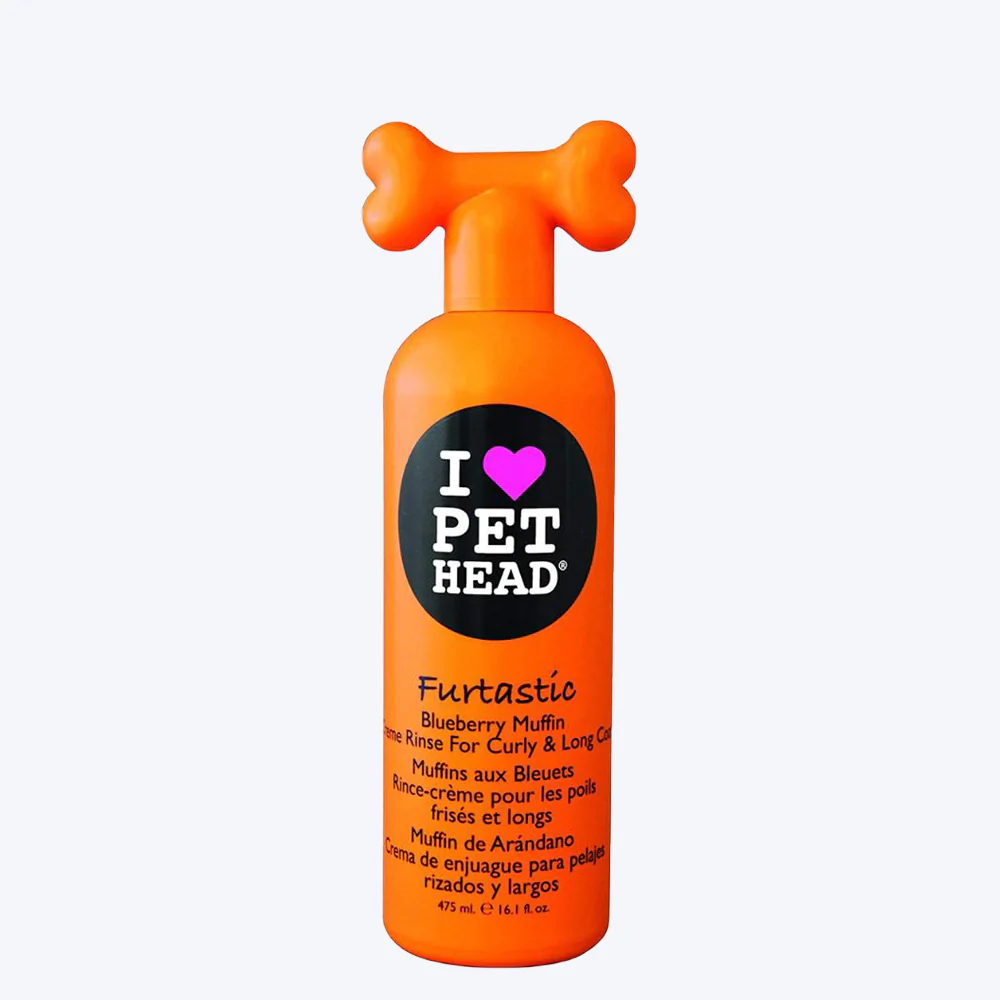 I
PET
HEAD®
Furtastic
Blueberry Muffin
Rinse For Curly & Long
Muffins aux Bleuets
Rince-crème pour les poils
frisés et longs
Muffin de Arándano
Crema de enjuague para pelajes
rizados y largos
475 ml. ℮ 16.1 fl. oz.